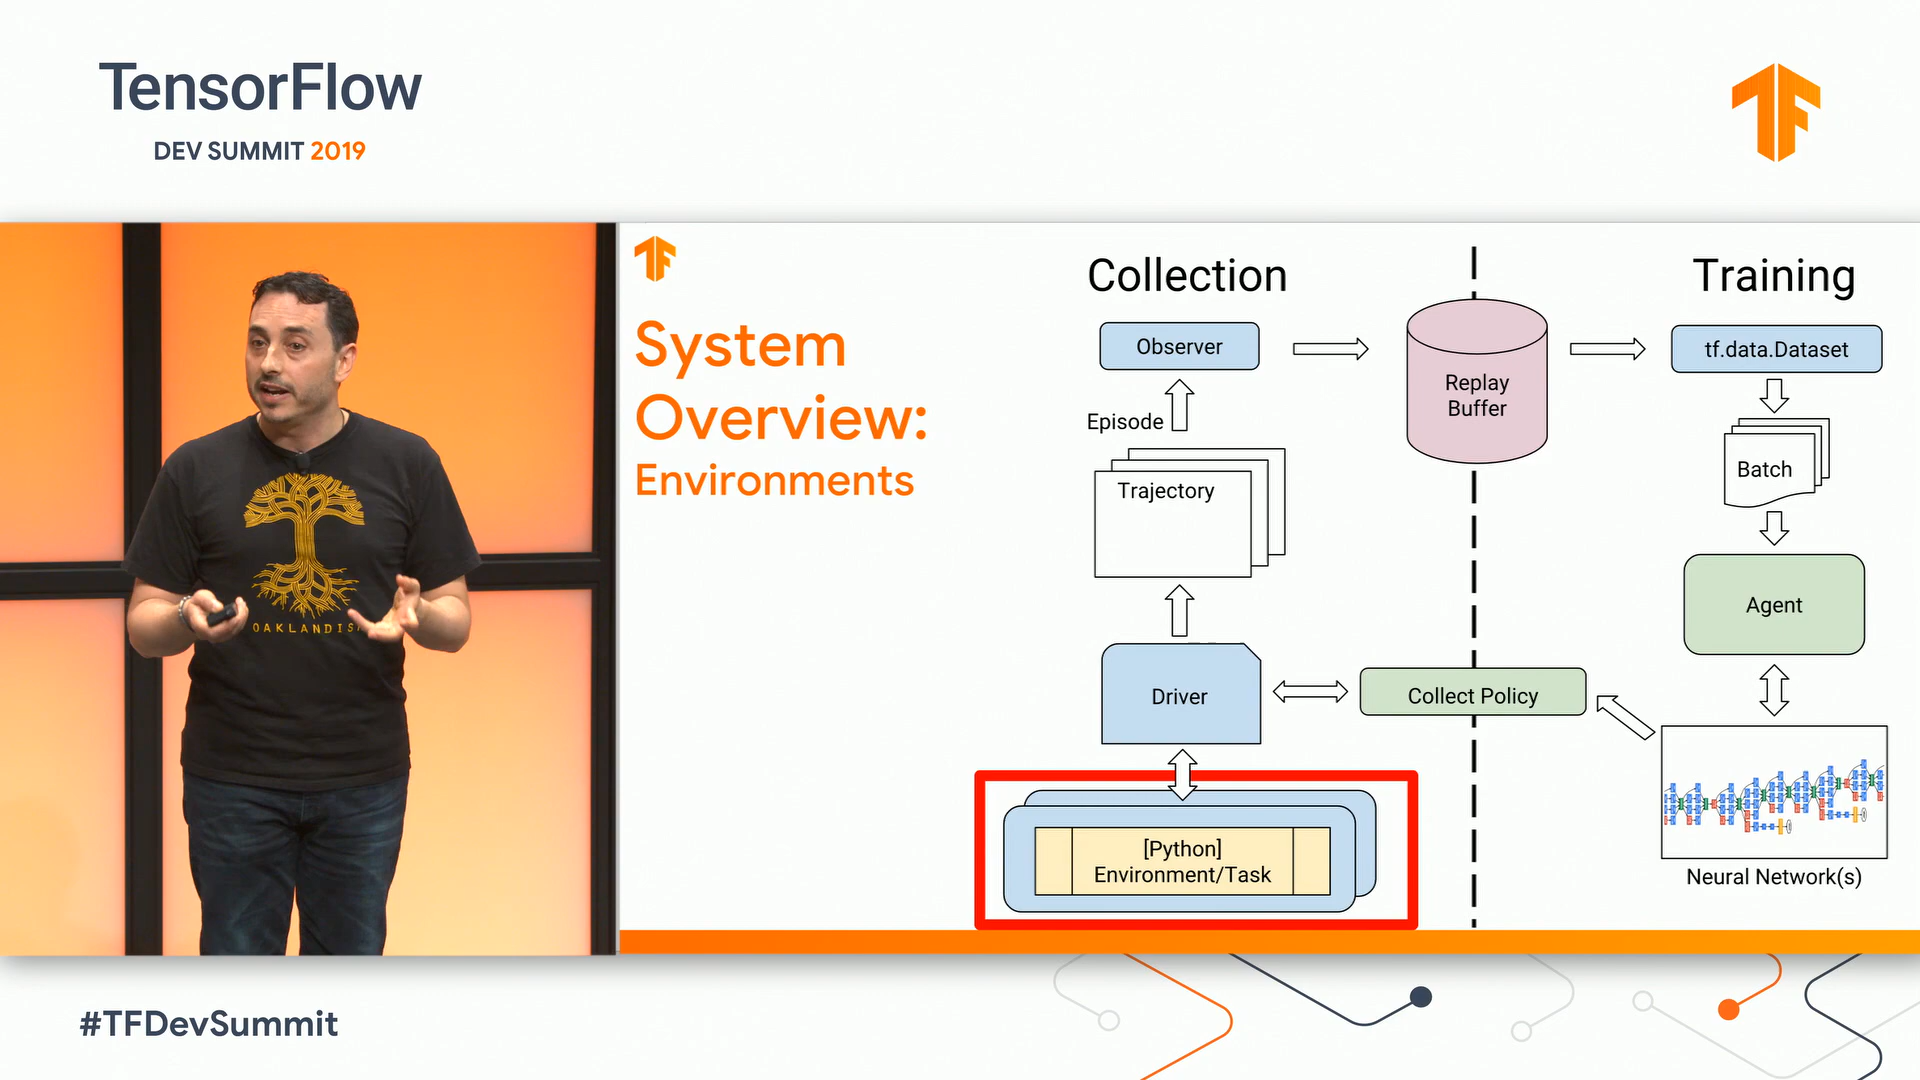 TensorFlow
DEV SUMMIT 2019
System
Overview:
Environments
Collection
Training
Observer
Replay
Buffer
tf.data.Dataset
Episode
Trajectory
Batch
Agent
Driver
Collect Policy
[Python]
Environment/Task
Neural Network(s)
OAKLANDIS
#TFDevSummit